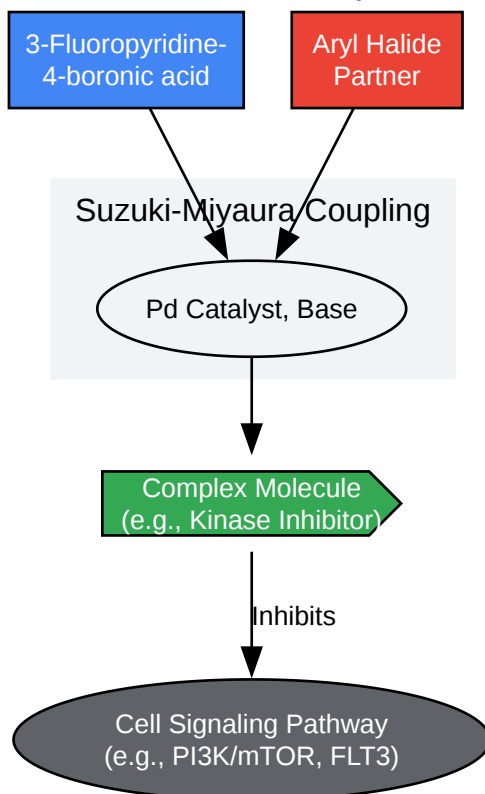 3-Fluoropyridine-
4-boronic acid
Aryl Halide
Partner
Suzuki-Miyaura Coupling
Pd Catalyst, Base
Complex Molecule
(e.g., Kinase Inhibitor)
Inhibits
Cell Signaling Pathway
(e.g., PI3K/mTOR, FLT3)